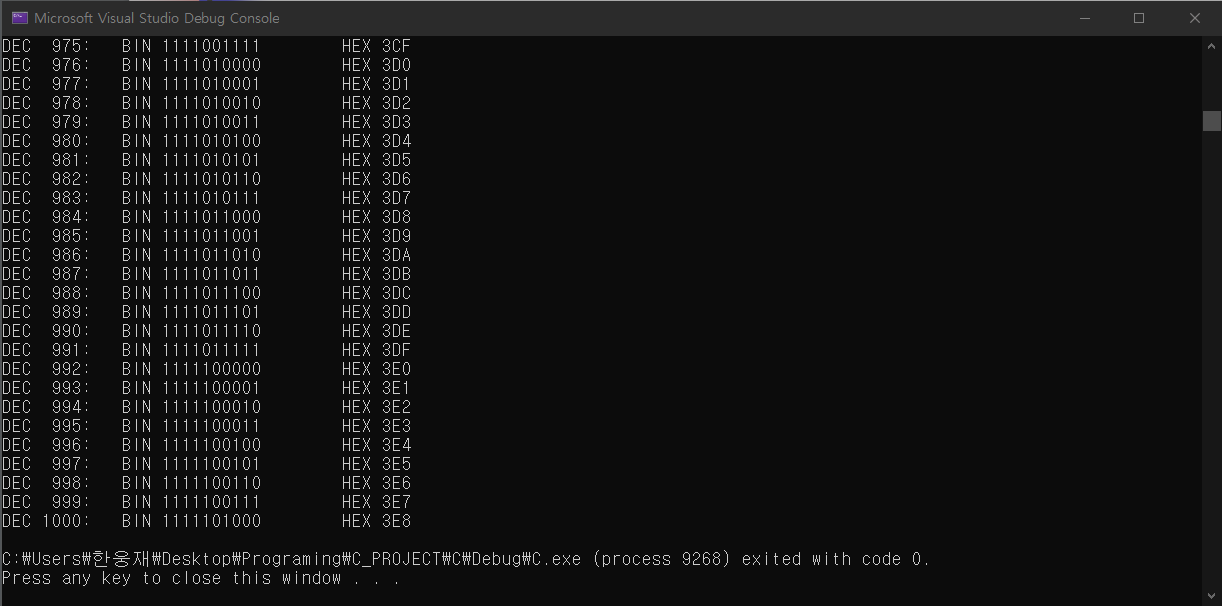 Microsoft Visual Studio Debug Console
DEC  975:   BIN 1111001111        HEX 3CF
DEC  976:   BIN 1111010000        HEX 3D0
DEC  977:   BIN 1111010001        HEX 3D1
DEC  978:   BIN 1111010010        HEX 3D2
DEC  979:   BIN 1111010011        HEX 3D3
DEC  980:   BIN 1111010100        HEX 3D4
DEC  981:   BIN 1111010101        HEX 3D5
DEC  982:   BIN 1111010110        HEX 3D6
DEC  983:   BIN 1111010111        HEX 3D7
DEC  984:   BIN 1111011000        HEX 3D8
DEC  985:   BIN 1111011001        HEX 3D9
DEC  986:   BIN 1111011010        HEX 3DA
DEC  987:   BIN 1111011011        HEX 3DB
DEC  988:   BIN 1111011100        HEX 3DC
DEC  989:   BIN 1111011101        HEX 3DD
DEC  990:   BIN 1111011110        HEX 3DE
DEC  991:   BIN 1111011111        HEX 3DF
DEC  992:   BIN 1111100000        HEX 3E0
DEC  993:   BIN 1111100001        HEX 3E1
DEC  994:   BIN 1111100010        HEX 3E2
DEC  995:   BIN 1111100011        HEX 3E3
DEC  996:   BIN 1111100100        HEX 3E4
DEC  997:   BIN 1111100101        HEX 3E5
DEC  998:   BIN 1111100110        HEX 3E6
DEC  999:   BIN 1111100111        HEX 3E7
DEC 1000:   BIN 1111101000        HEX 3E8
C:₩Users₩한웅재₩Desktop₩Programing₩C_PROJECT₩C₩Debug₩C.exe (process 9268) exited with code 0.
Press any key to close this window . . .